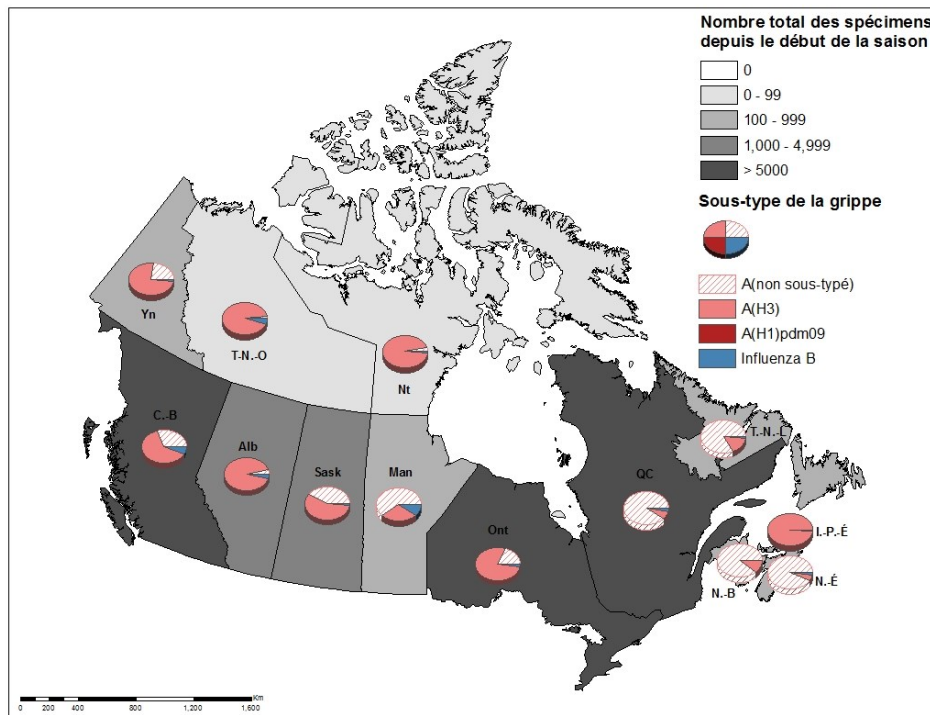 Nombre total des spécimens
depuis le début de la saison
0
0 - 99
100 - 999
1,000 - 4,999
> 5000
Sous-type de la grippe
A(non sous-typé)
A(H3)
A(H1)pdm09
Influenza B
Yn
T-N.-O
Nt
C.-B
Alb
Sask
Man
Ont
QC
T.-N.-L
I.-P.-É
N.-B
N.-É
Km
0 200 400 800 1,200 1,600